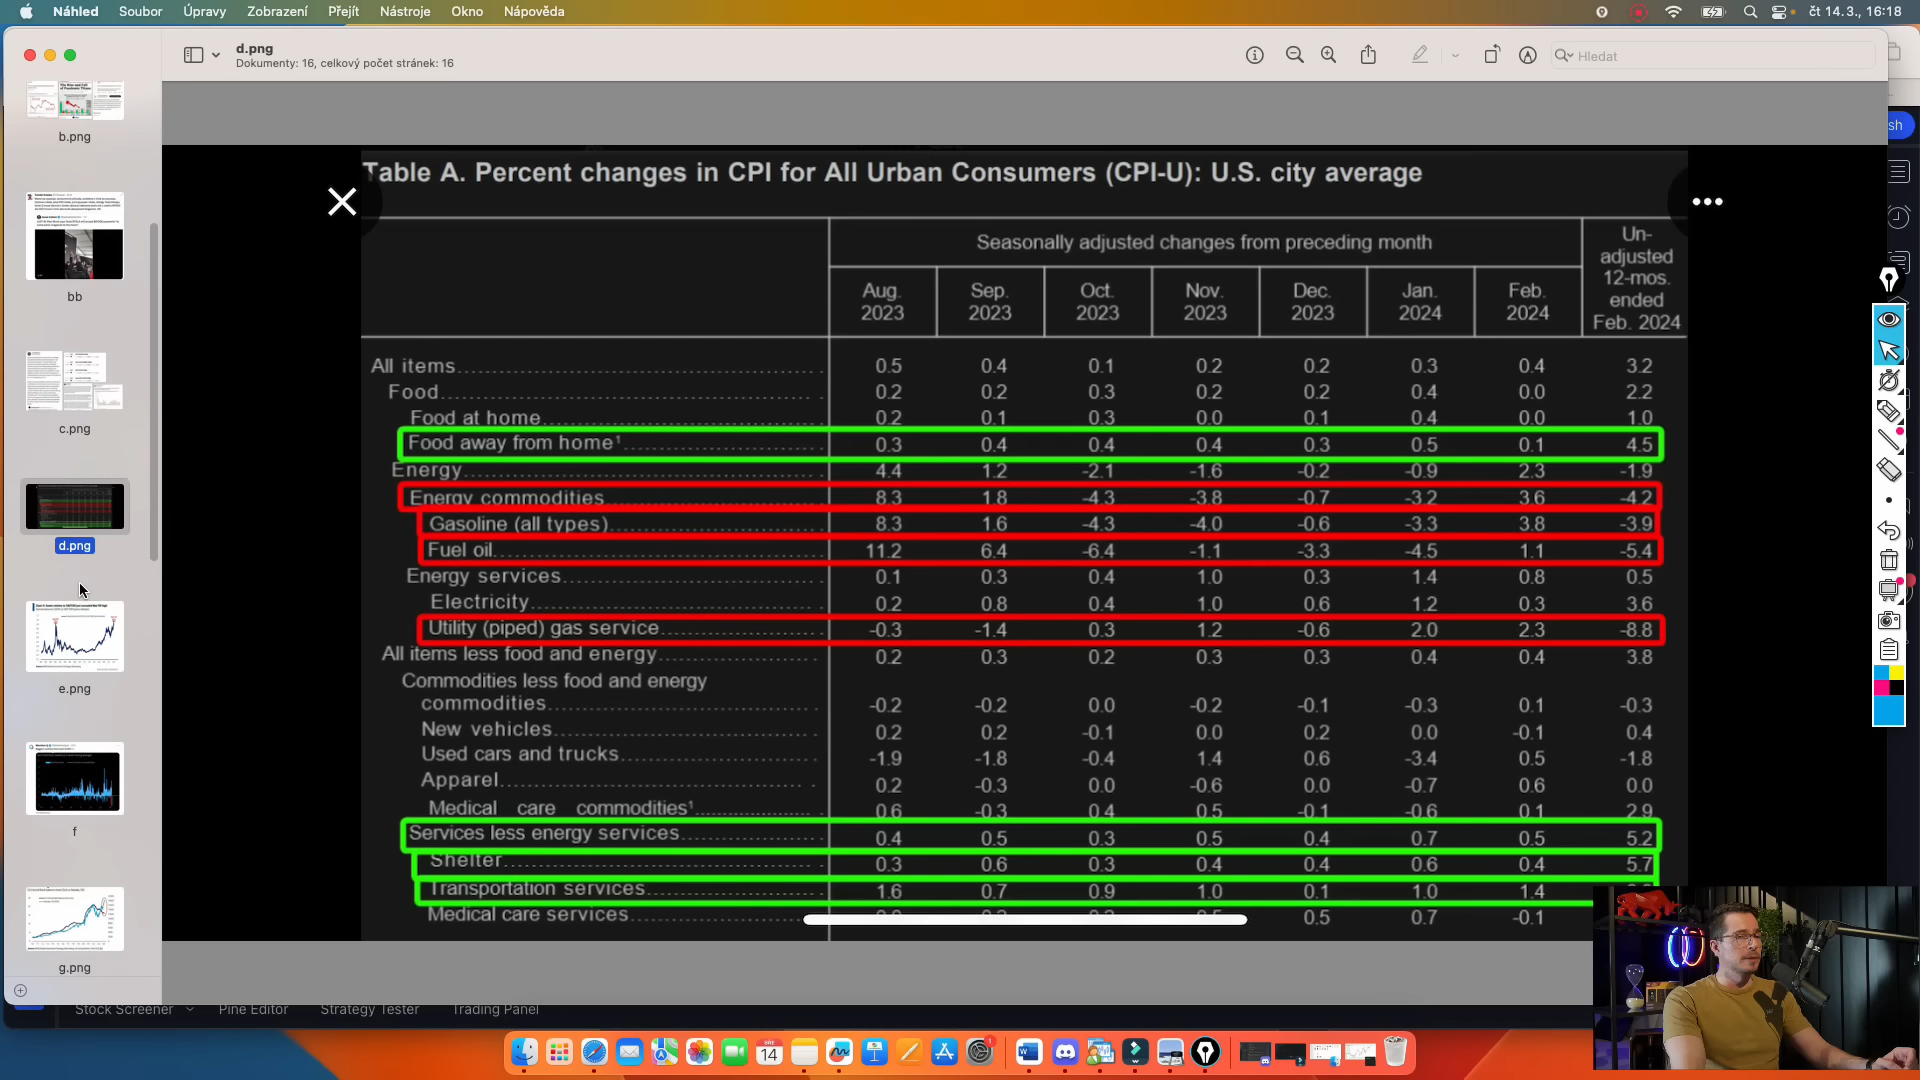 Náhled Soubor Úpravy Zobrazení Přejít Nástroje Okno Nápověda čt 14.3., 16:18
d.png
Dokumenty: 16, celkový počet stránek: 16
Hledat
b.png
bb
c.png
d.png
e.png
f
g.png
Table A. Percent changes in CPI for All Urban Consumers (CPI-U): U.S. city average
Seasonally adjusted changes from preceding month
Un-
adjusted
12-mos.
ended
Feb. 2024
Aug. 2023 Sep. 2023 Oct. 2023 Nov. 2023 Dec. 2023 Jan. 2024 Feb. 2024
All items 0.5 0.4 0.1 0.2 0.2 0.3 0.4 3.2
Food 0.2 0.2 0.3 0.2 0.2 0.4 0.0 2.2
Food at home 0.2 0.1 0.3 0.0 0.1 0.4 0.0 1.0
Food away from home¹ 0.3 0.4 0.4 0.4 0.3 0.5 0.1 4.5
Energy 4.4 1.2 -2.1 -1.6 -0.2 -0.9 2.3 -1.9
Energy commodities 8.3 1.8 -4.3 -3.8 -0.7 -3.2 3.6 -4.2
Gasoline (all types) 8.3 1.6 -4.3 -4.0 -0.6 -3.3 3.8 -3.9
Fuel oil 11.2 6.4 -6.4 -1.1 -3.3 -4.5 1.1 -5.4
Energy services 0.1 0.3 0.4 1.0 0.3 1.4 0.8 0.5
Electricity 0.2 0.8 0.4 1.0 0.6 1.2 0.3 3.6
Utility (piped) gas service -0.3 -1.4 0.3 1.2 -0.6 2.0 2.3 -8.8
All items less food and energy 0.2 0.3 0.2 0.3 0.3 0.4 0.4 3.8
Commodities less food and energy
commodities -0.2 -0.2 0.0 -0.2 -0.1 -0.3 0.1 -0.3
New vehicles 0.2 0.2 -0.1 0.0 0.2 0.0 -0.1 0.4
Used cars and trucks -1.9 -1.8 -0.4 1.4 0.6 -3.4 0.5 -1.8
Apparel 0.2 -0.3 0.0 -0.6 0.0 -0.7 0.6 0.0
Medical care commodities¹ 0.6 -0.3 0.4 0.5 -0.1 -0.6 0.1 2.9
Services less energy services 0.4 0.5 0.3 0.5 0.4 0.7 0.5 5.2
Shelter 0.3 0.6 0.3 0.4 0.4 0.6 0.4 5.7
Transportation services 1.6 0.7 0.9 1.0 0.1 1.0 1.4
Medical care services 0.5 0.7 -0.1
Stock Screener Pine Editor Strategy Tester Trading Panel
14